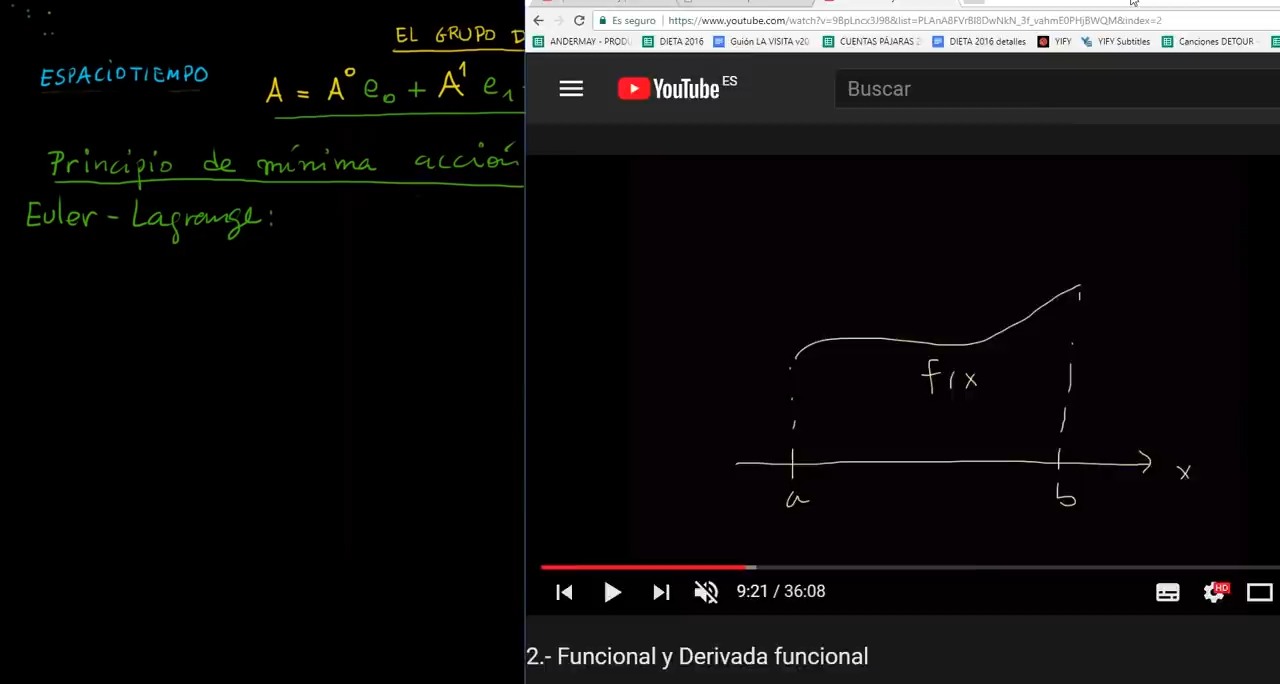 EL GRUPO D
ESPACIOTIEMPO
A = A⁰ e₀ + A¹ e₁
Principio de mínima acción
Euler - Lagrange:
Es seguro | https://www.youtube.com/watch?v=9BpLncx3J98&list=PLAnA8FVrBI8DwNkN_3f_vahmE0PHjBWQM&index=2
ANDERMAY - PRODU DIETA 2016 Guión LA VISITA v20 CUENTAS PÁJARAS 2 DIETA 2016 detalles YIFY YIFY Subtitles Canciones DETOUR -
YouTube ES
Buscar
f(x
a b x
9:21 / 36:08
HD
2.- Funcional y Derivada funcional